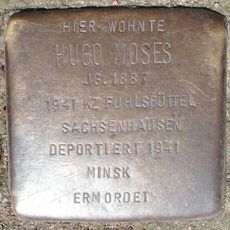 HIER WOHNTE
HUGO MOSES
JG. 1887
1941 KZ FUHLSBÜTTEL
SACHSENHAUSEN
DEPORTIERT 1941
MINSK
ERMORDET